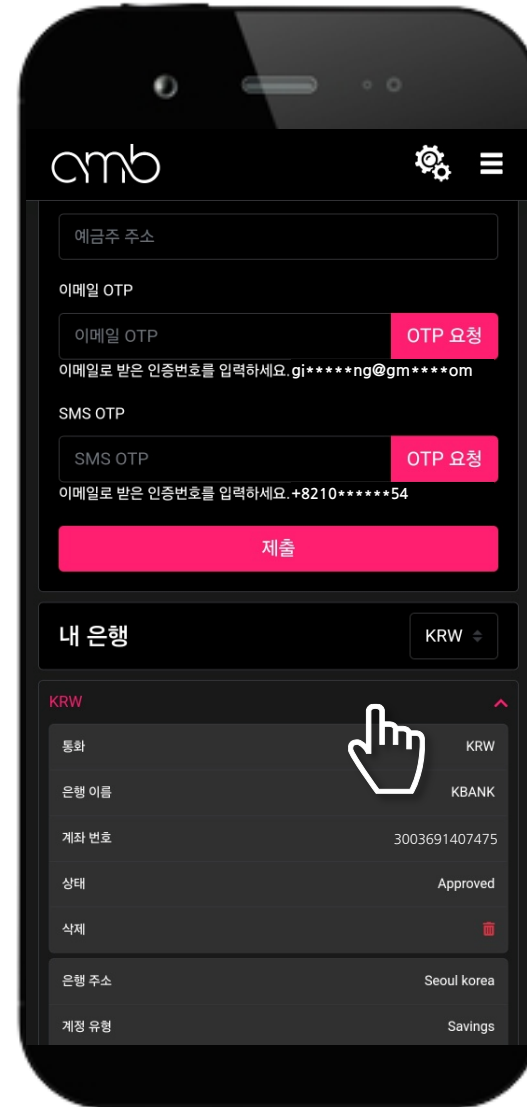 amb
예금주 주소
이메일 OTP
이메일 OTP OTP 요청
이메일로 받은 인증번호를 입력하세요.gi*****ng@gm****om
SMS OTP
SMS OTP OTP 요청
이메일로 받은 인증번호를 입력하세요.+8210******54
제출
내 은행 KRW
KRW
통화 KRW
은행 이름 KBANK
계좌 번호 3003691407475
상태 Approved
삭제
은행 주소 Seoul korea
계정 유형 Savings